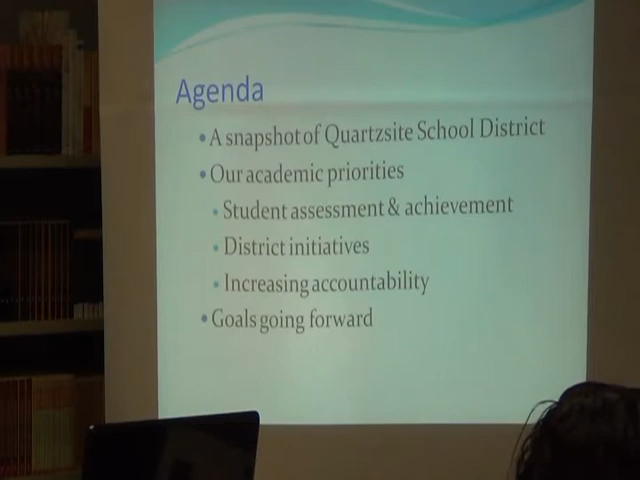 Agenda
•A snapshot of Quartzsite School District
•Our academic priorities
•Student assessment & achievement
•District initiatives
•Increasing accountability
•Goals going forward